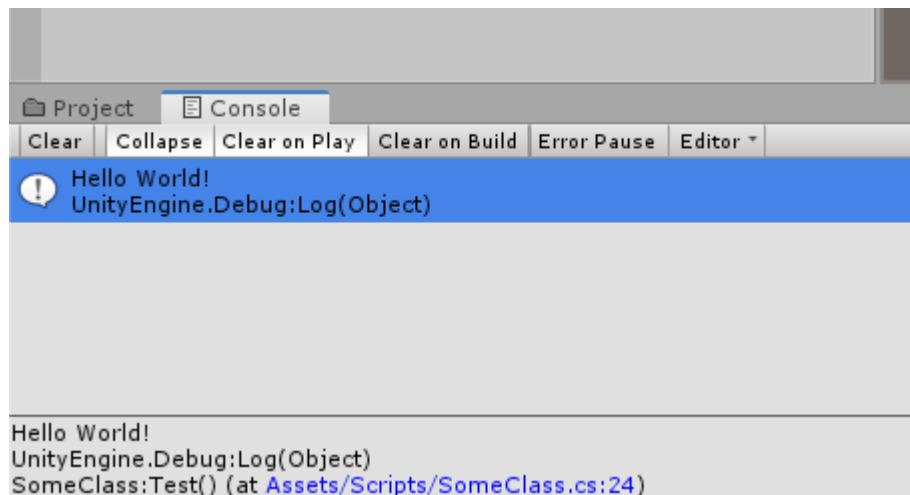 Project Console
Clear Collapse Clear on Play Clear on Build Error Pause Editor
Hello World!
UnityEngine.Debug:Log(Object)
Hello World!
UnityEngine.Debug:Log(Object)
SomeClass:Test() (at Assets/Scripts/SomeClass.cs:24)